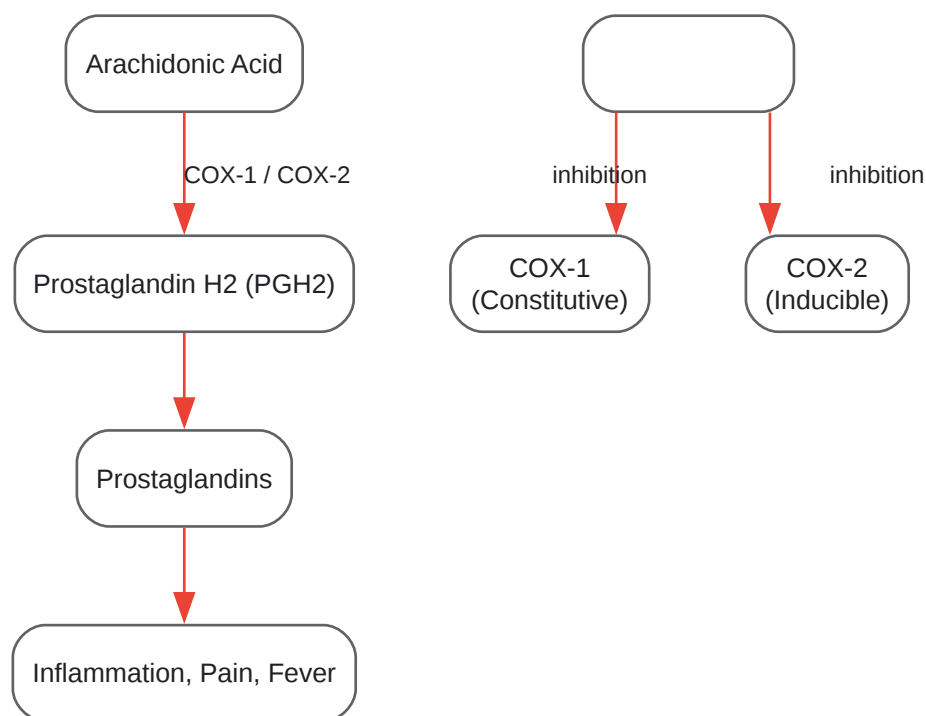 Arachidonic Acid
COX-1 / COX-2
inhibition
inhibition
Prostaglandin H2 (PGH2)
COX-1
(Constitutive)
COX-2
(Inducible)
Prostaglandins
Inflammation, Pain, Fever